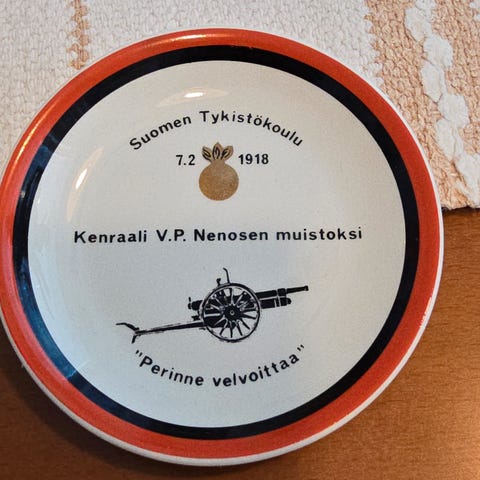 Suomen Tykistökoulu
7.2 1918
Kenraali V.P. Nenosen muistoksi
"Perinne velvoittaa"